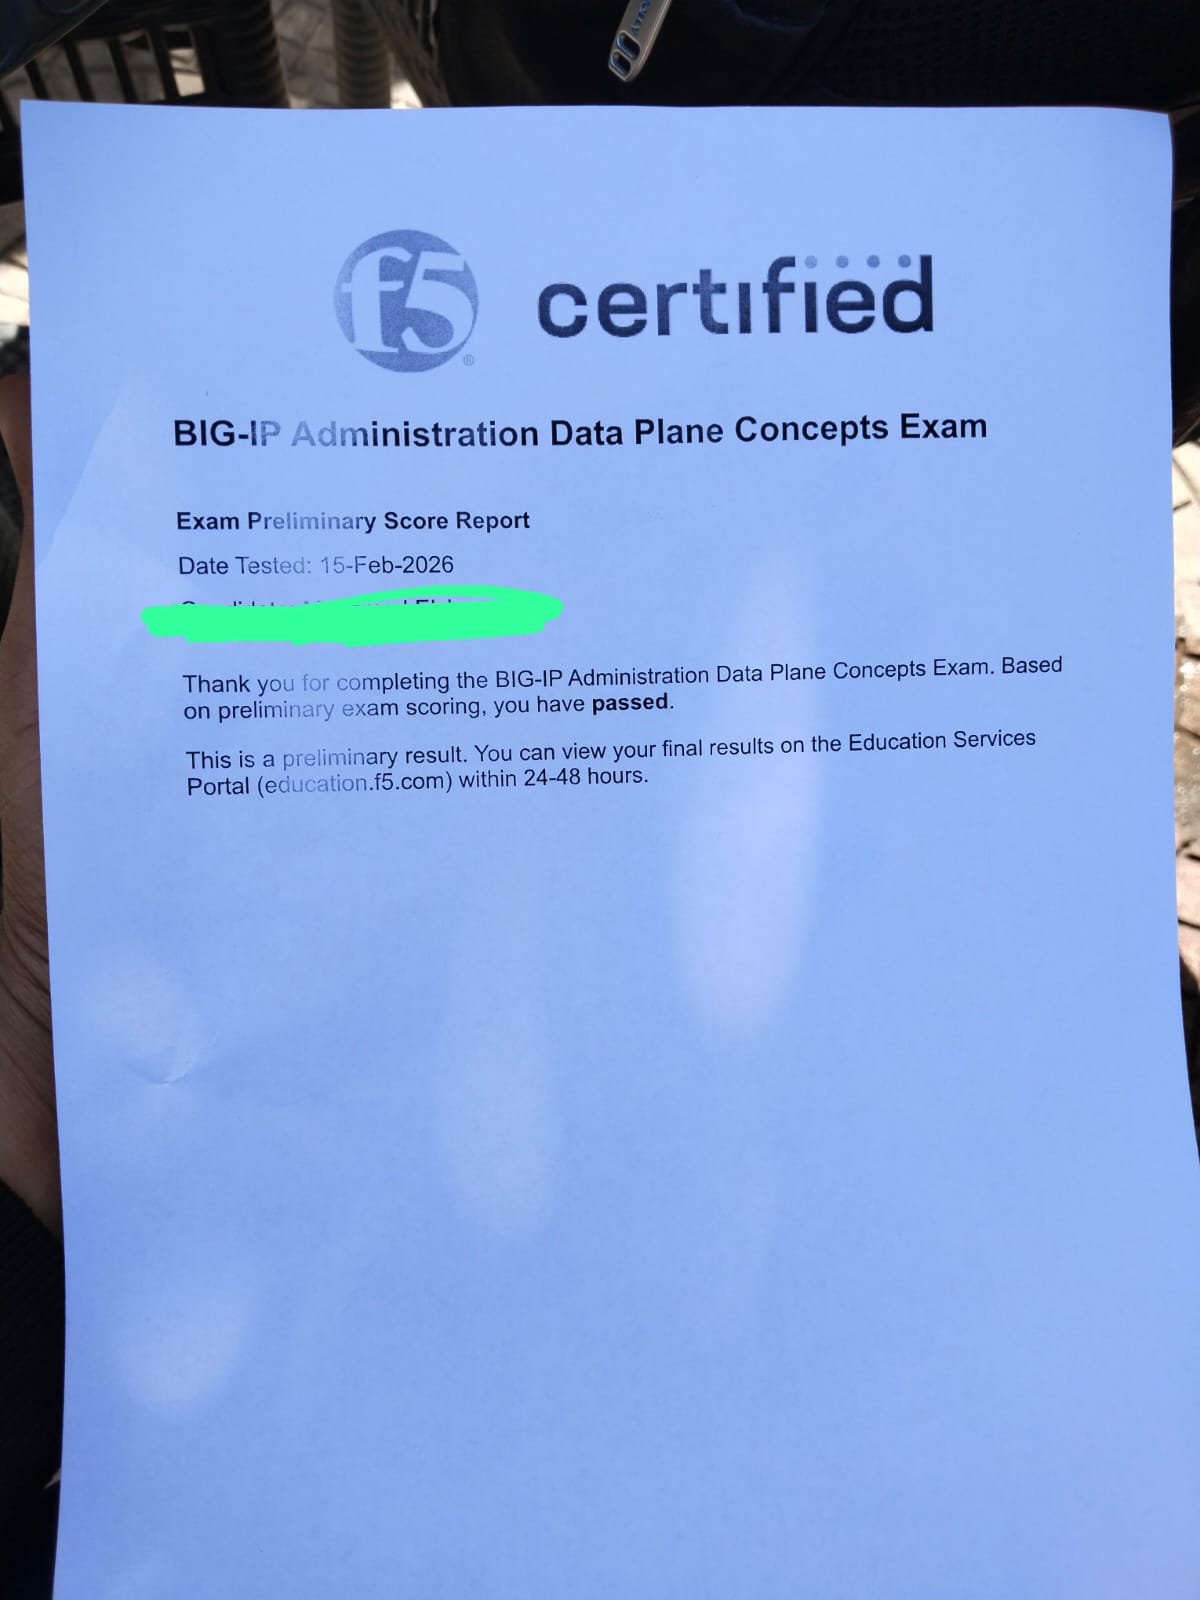 f5
®
certified
BIG-IP Administration Data Plane Concepts Exam
Exam Preliminary Score Report
Date Tested: 15-Feb-2026
Thank you for completing the BIG-IP Administration Data Plane Concepts Exam. Based
on preliminary exam scoring, you have passed.
This is a preliminary result. You can view your final results on the Education Services
Portal (education.f5.com) within 24-48 hours.